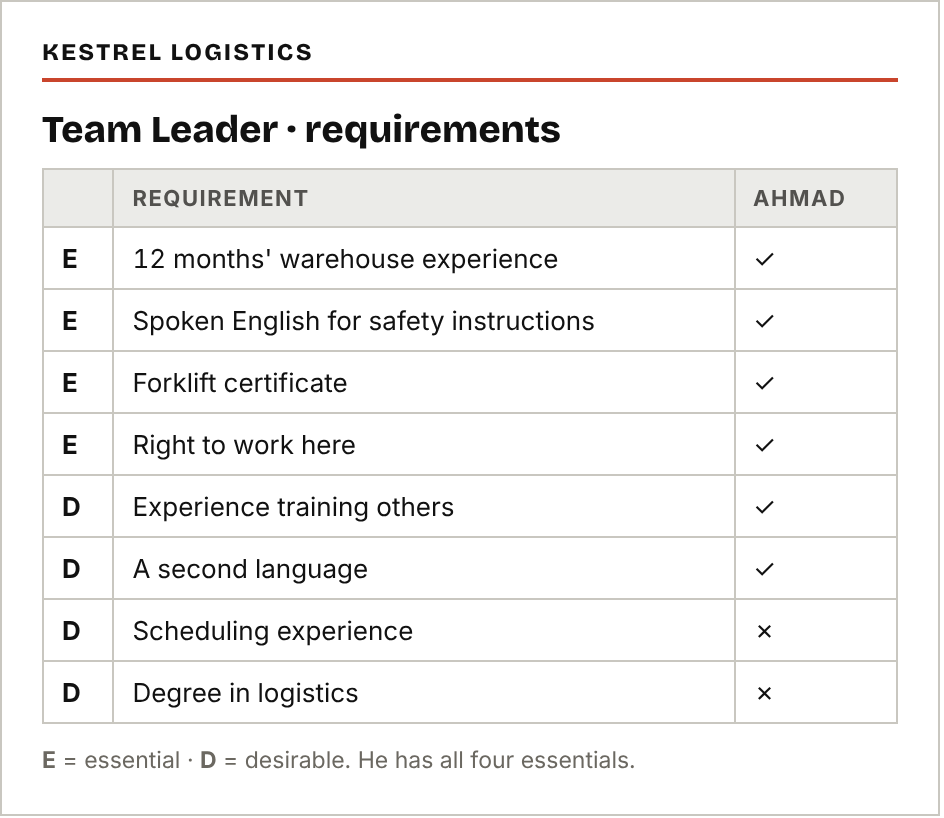 KESTREL LOGISTICS
Team Leader · requirements
REQUIREMENT AHMAD
E 12 months' warehouse experience ✓
E Spoken English for safety instructions ✓
E Forklift certificate ✓
E Right to work here ✓
D Experience training others ✓
D A second language ✓
D Scheduling experience ✕
D Degree in logistics ✕
E = essential · D = desirable. He has all four essentials.